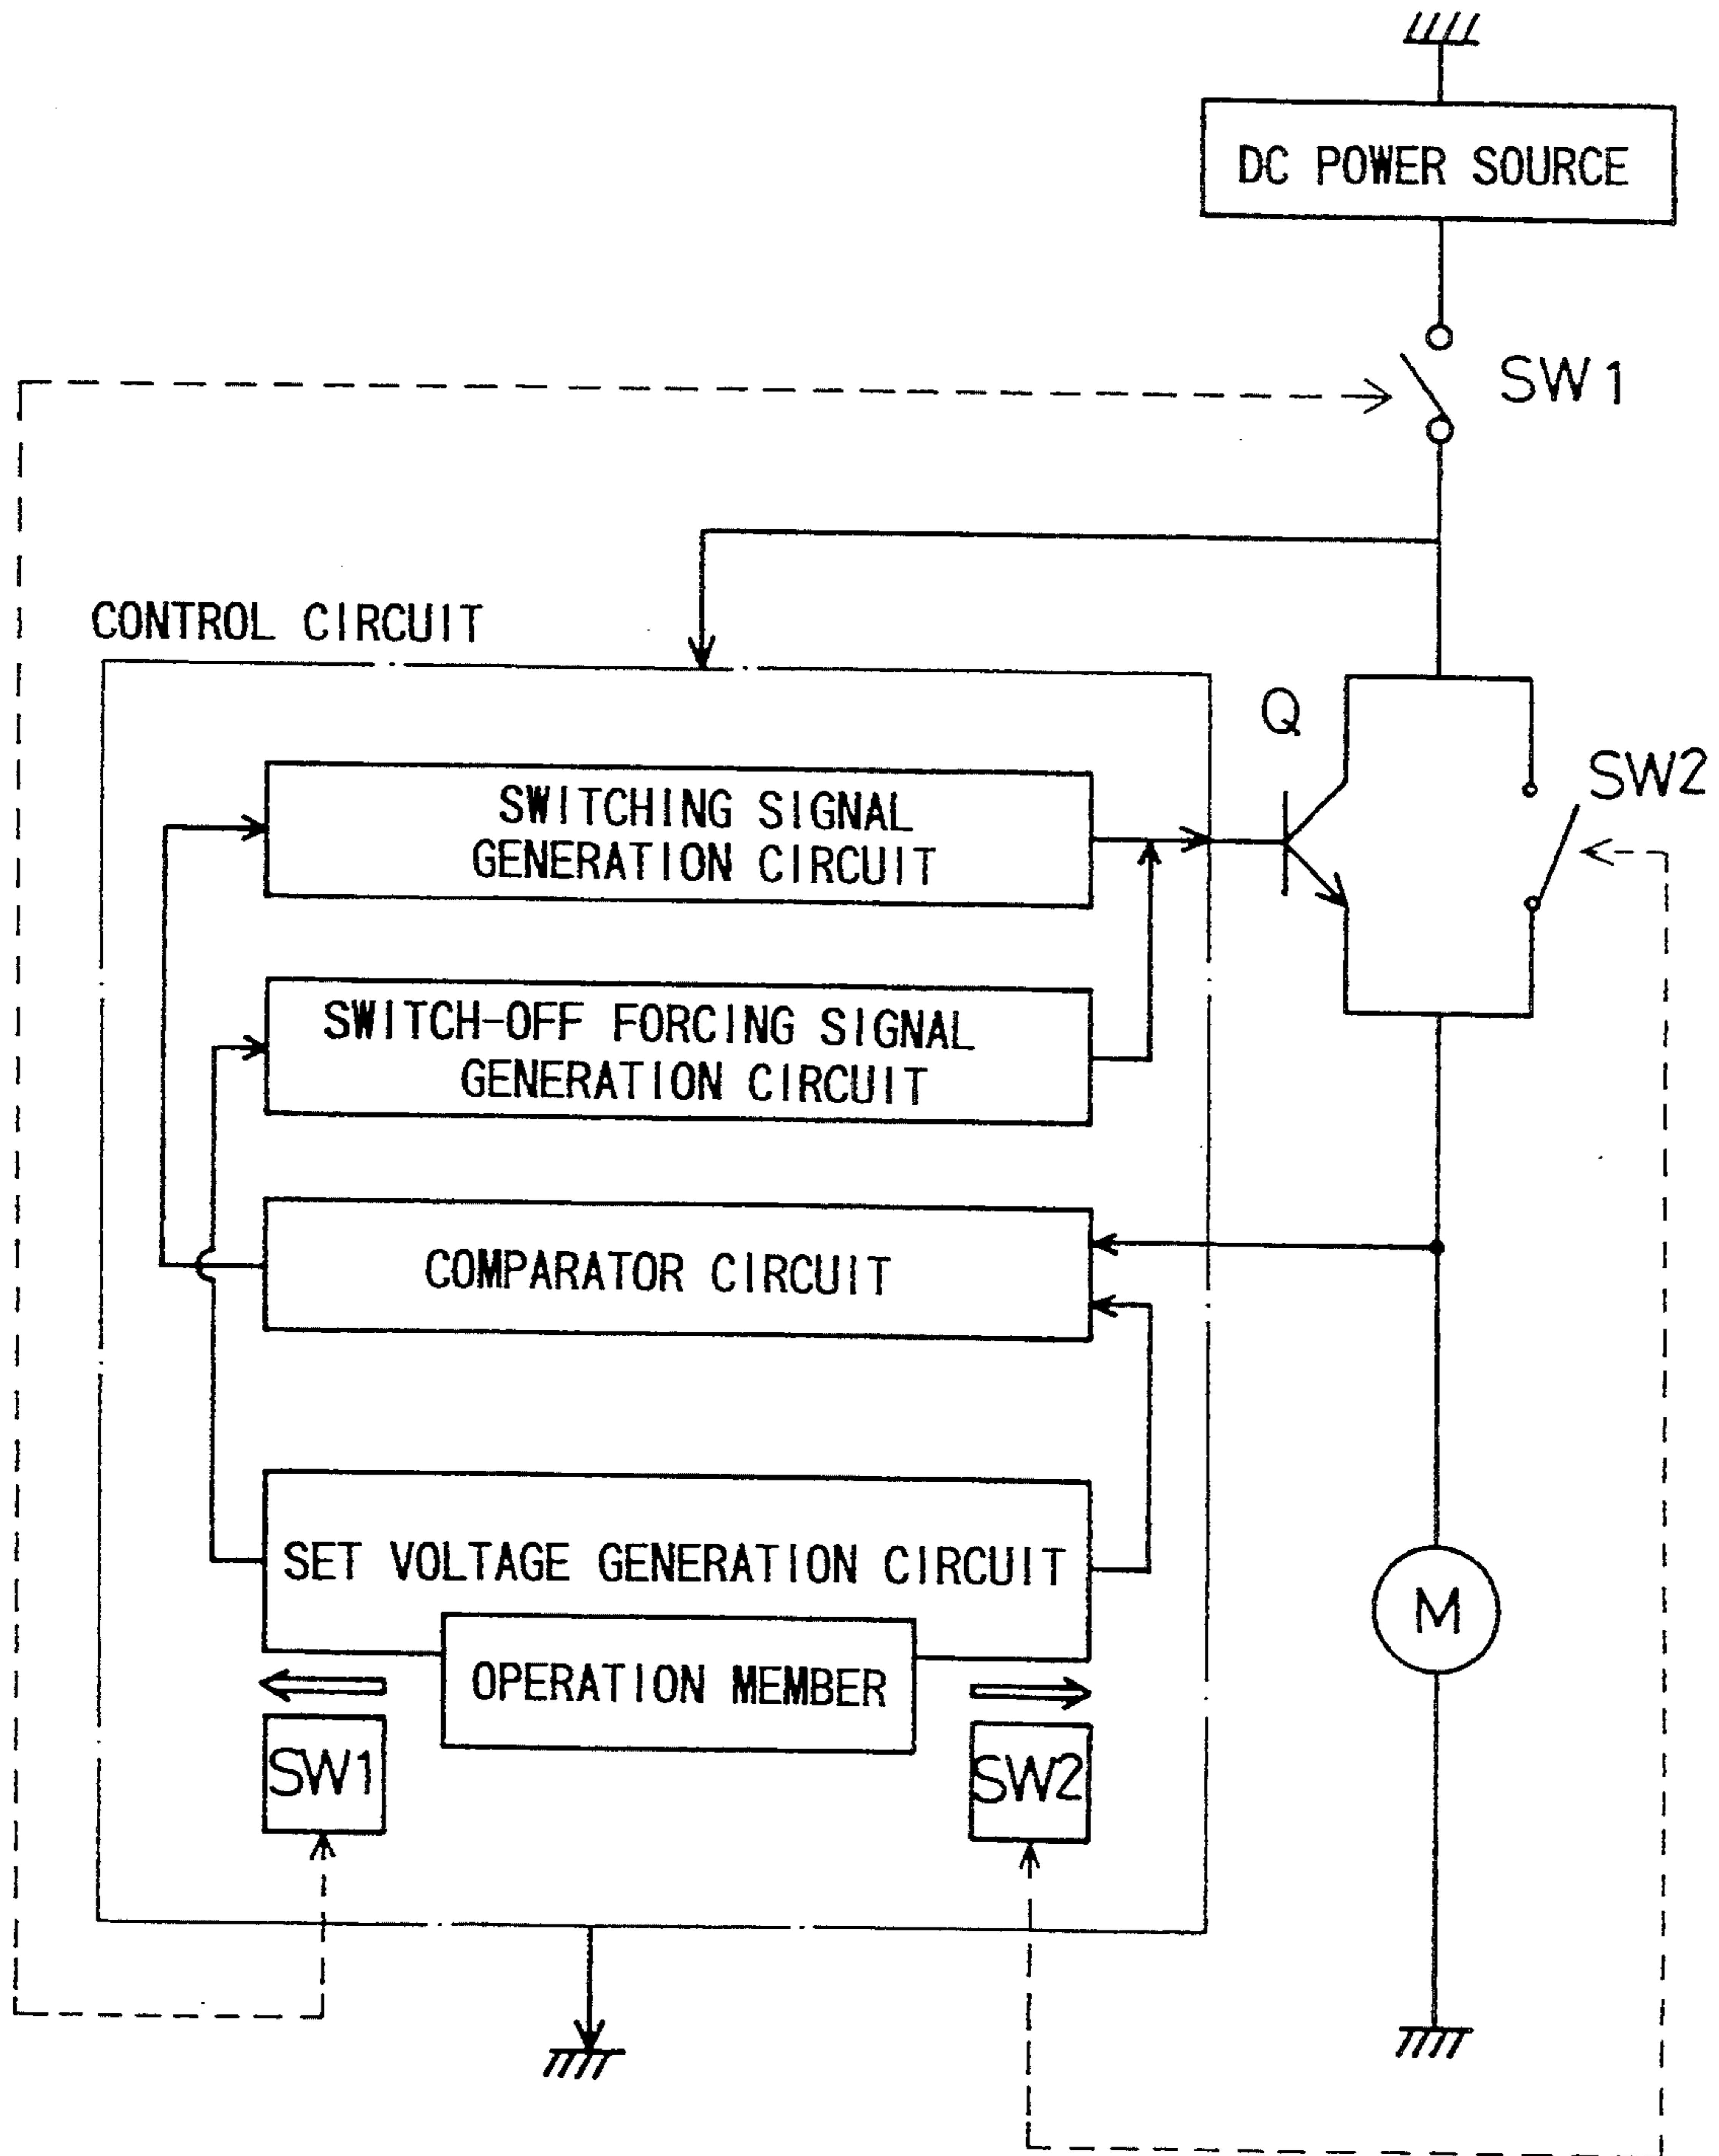 DC POWER SOURCE
SW1
CONTROL CIRCUIT
Q
SW2
SWITCHING SIGNAL
GENERATION CIRCUIT
SWITCH-OFF FORCING SIGNAL
GENERATION CIRCUIT
COMPARATOR CIRCUIT
SET VOLTAGE GENERATION CIRCUIT
M
OPERATION MEMBER
SW1
SW2